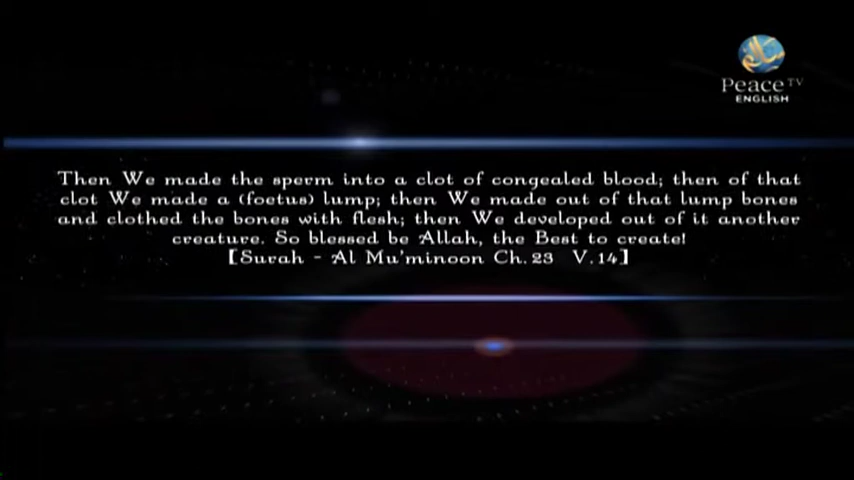 Peace TV
ENGLISH
Then We made the sperm into a clot of congealed blood; then of that
clot We made a (foetus) lump; then We made out of that lump bones
and clothed the bones with flesh; then We developed out of it another
creature. So blessed be Allah, the Best to create!
[Surah - Al Mu'minoon Ch. 23 V. 14]